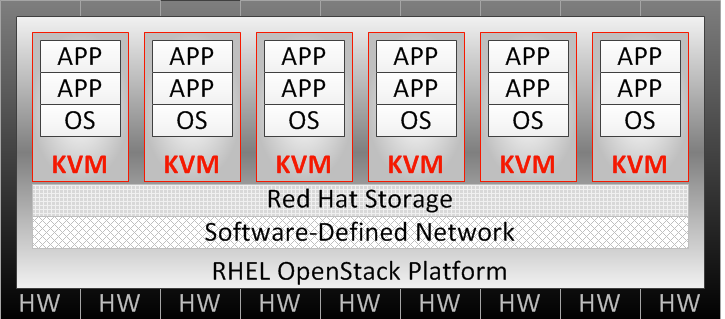 APP APP APP APP APP APP
APP APP APP APP APP APP
OS OS OS OS OS OS
KVM KVM KVM KVM KVM KVM
Red Hat Storage
Software-Defined Network
RHEL OpenStack Platform
HW HW HW HW HW HW HW HW HW